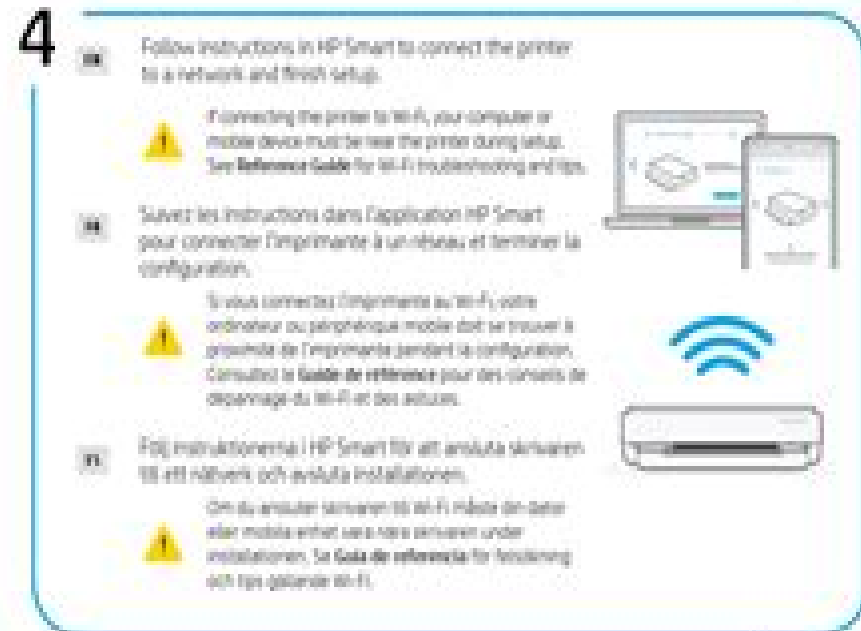 4
EN
Follow instructions in HP Smart to connect the printer
to a network and finish setup.
If connecting the printer to Wi-Fi, your computer or
mobile device must be near the printer during setup.
See Reference Guide for Wi-Fi troubleshooting and tips.
FR
Suivez les instructions dans l'application HP Smart
pour connecter l'imprimante à un réseau et terminer la
configuration.
Si vous connectez l'imprimante au Wi-Fi, votre
ordinateur ou périphérique mobile doit se trouver à
proximité de l'imprimante pendant la configuration.
Consultez le Guide de référence pour des conseils de
dépannage du Wi-Fi et des astuces.
Följ instruktionerna i HP Smart för att ansluta skrivaren
till ett nätverk och avsluta installationen.
Om du ansluter skrivaren till Wi-Fi måste din dator
eller mobila enhet vara nära skrivaren under
installationen. Se Guía de referencia för felsökning
och tips gällande Wi-Fi.